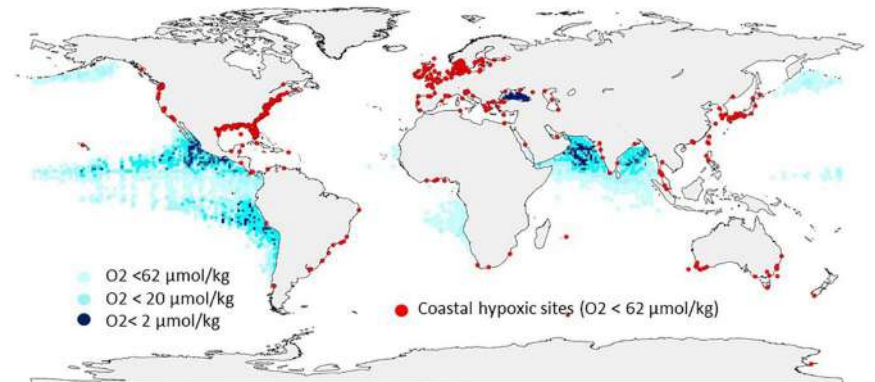 O2 <62 µmol/kg
O2 < 20 µmol/kg
O2< 2 µmol/kg
Coastal hypoxic sites (O2 < 62 µmol/kg)